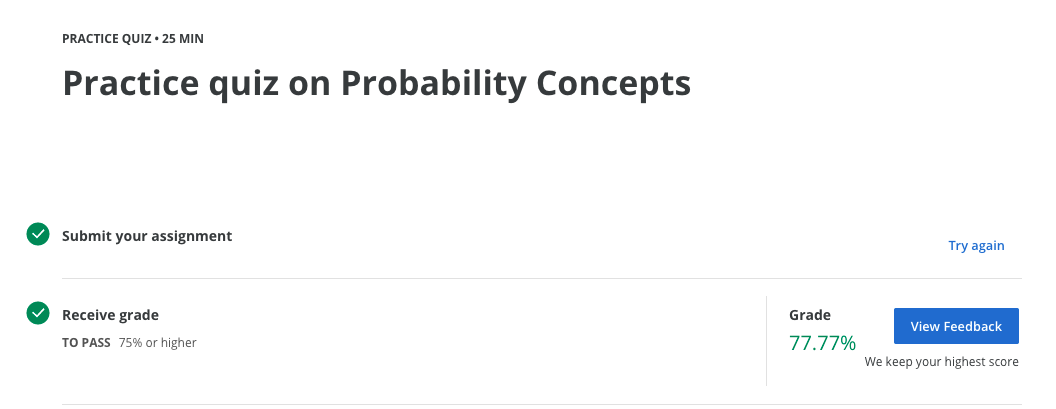 PRACTICE QUIZ • 25 MIN
Practice quiz on Probability Concepts
Submit your assignment
Try again
Receive grade
TO PASS 75% or higher
Grade
77.77%
View Feedback
We keep your highest score